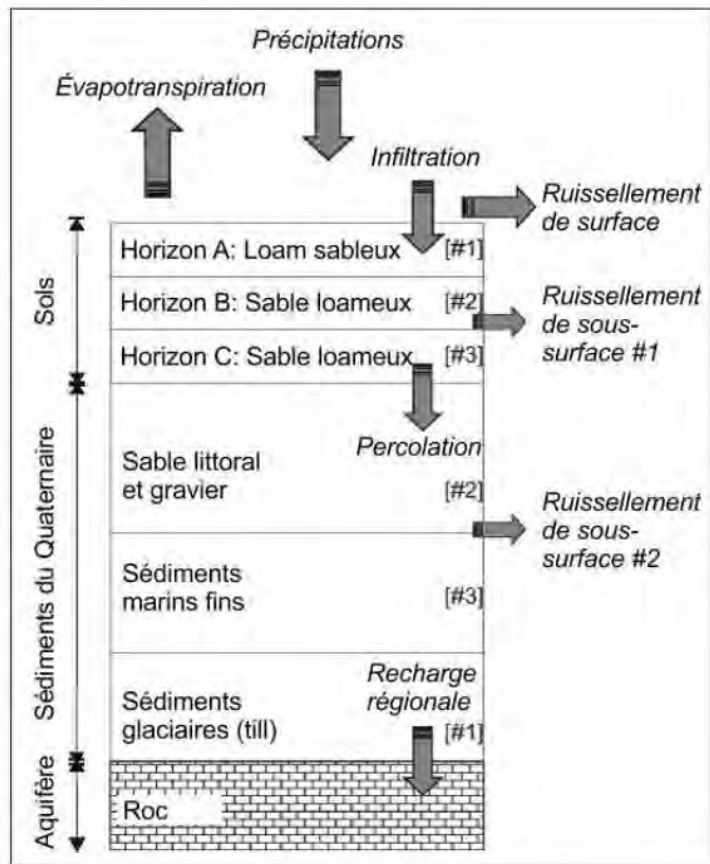 Précipitations
Évapotranspiration
Infiltration
Ruissellement
de surface
Sols
Horizon A: Loam sableux [#1]
Horizon B: Sable loameux [#2]
Ruissellement
de sous-
surface #1
Horizon C: Sable loameux [#3]
Percolation
Sédiments du Quaternaire
Sable littoral
et gravier [#2]
Ruissellement
de sous-
surface #2
Sédiments
marins fins [#3]
Recharge
régionale
Sédiments
glaciaires (till) [#1]
Aquifère
Roc